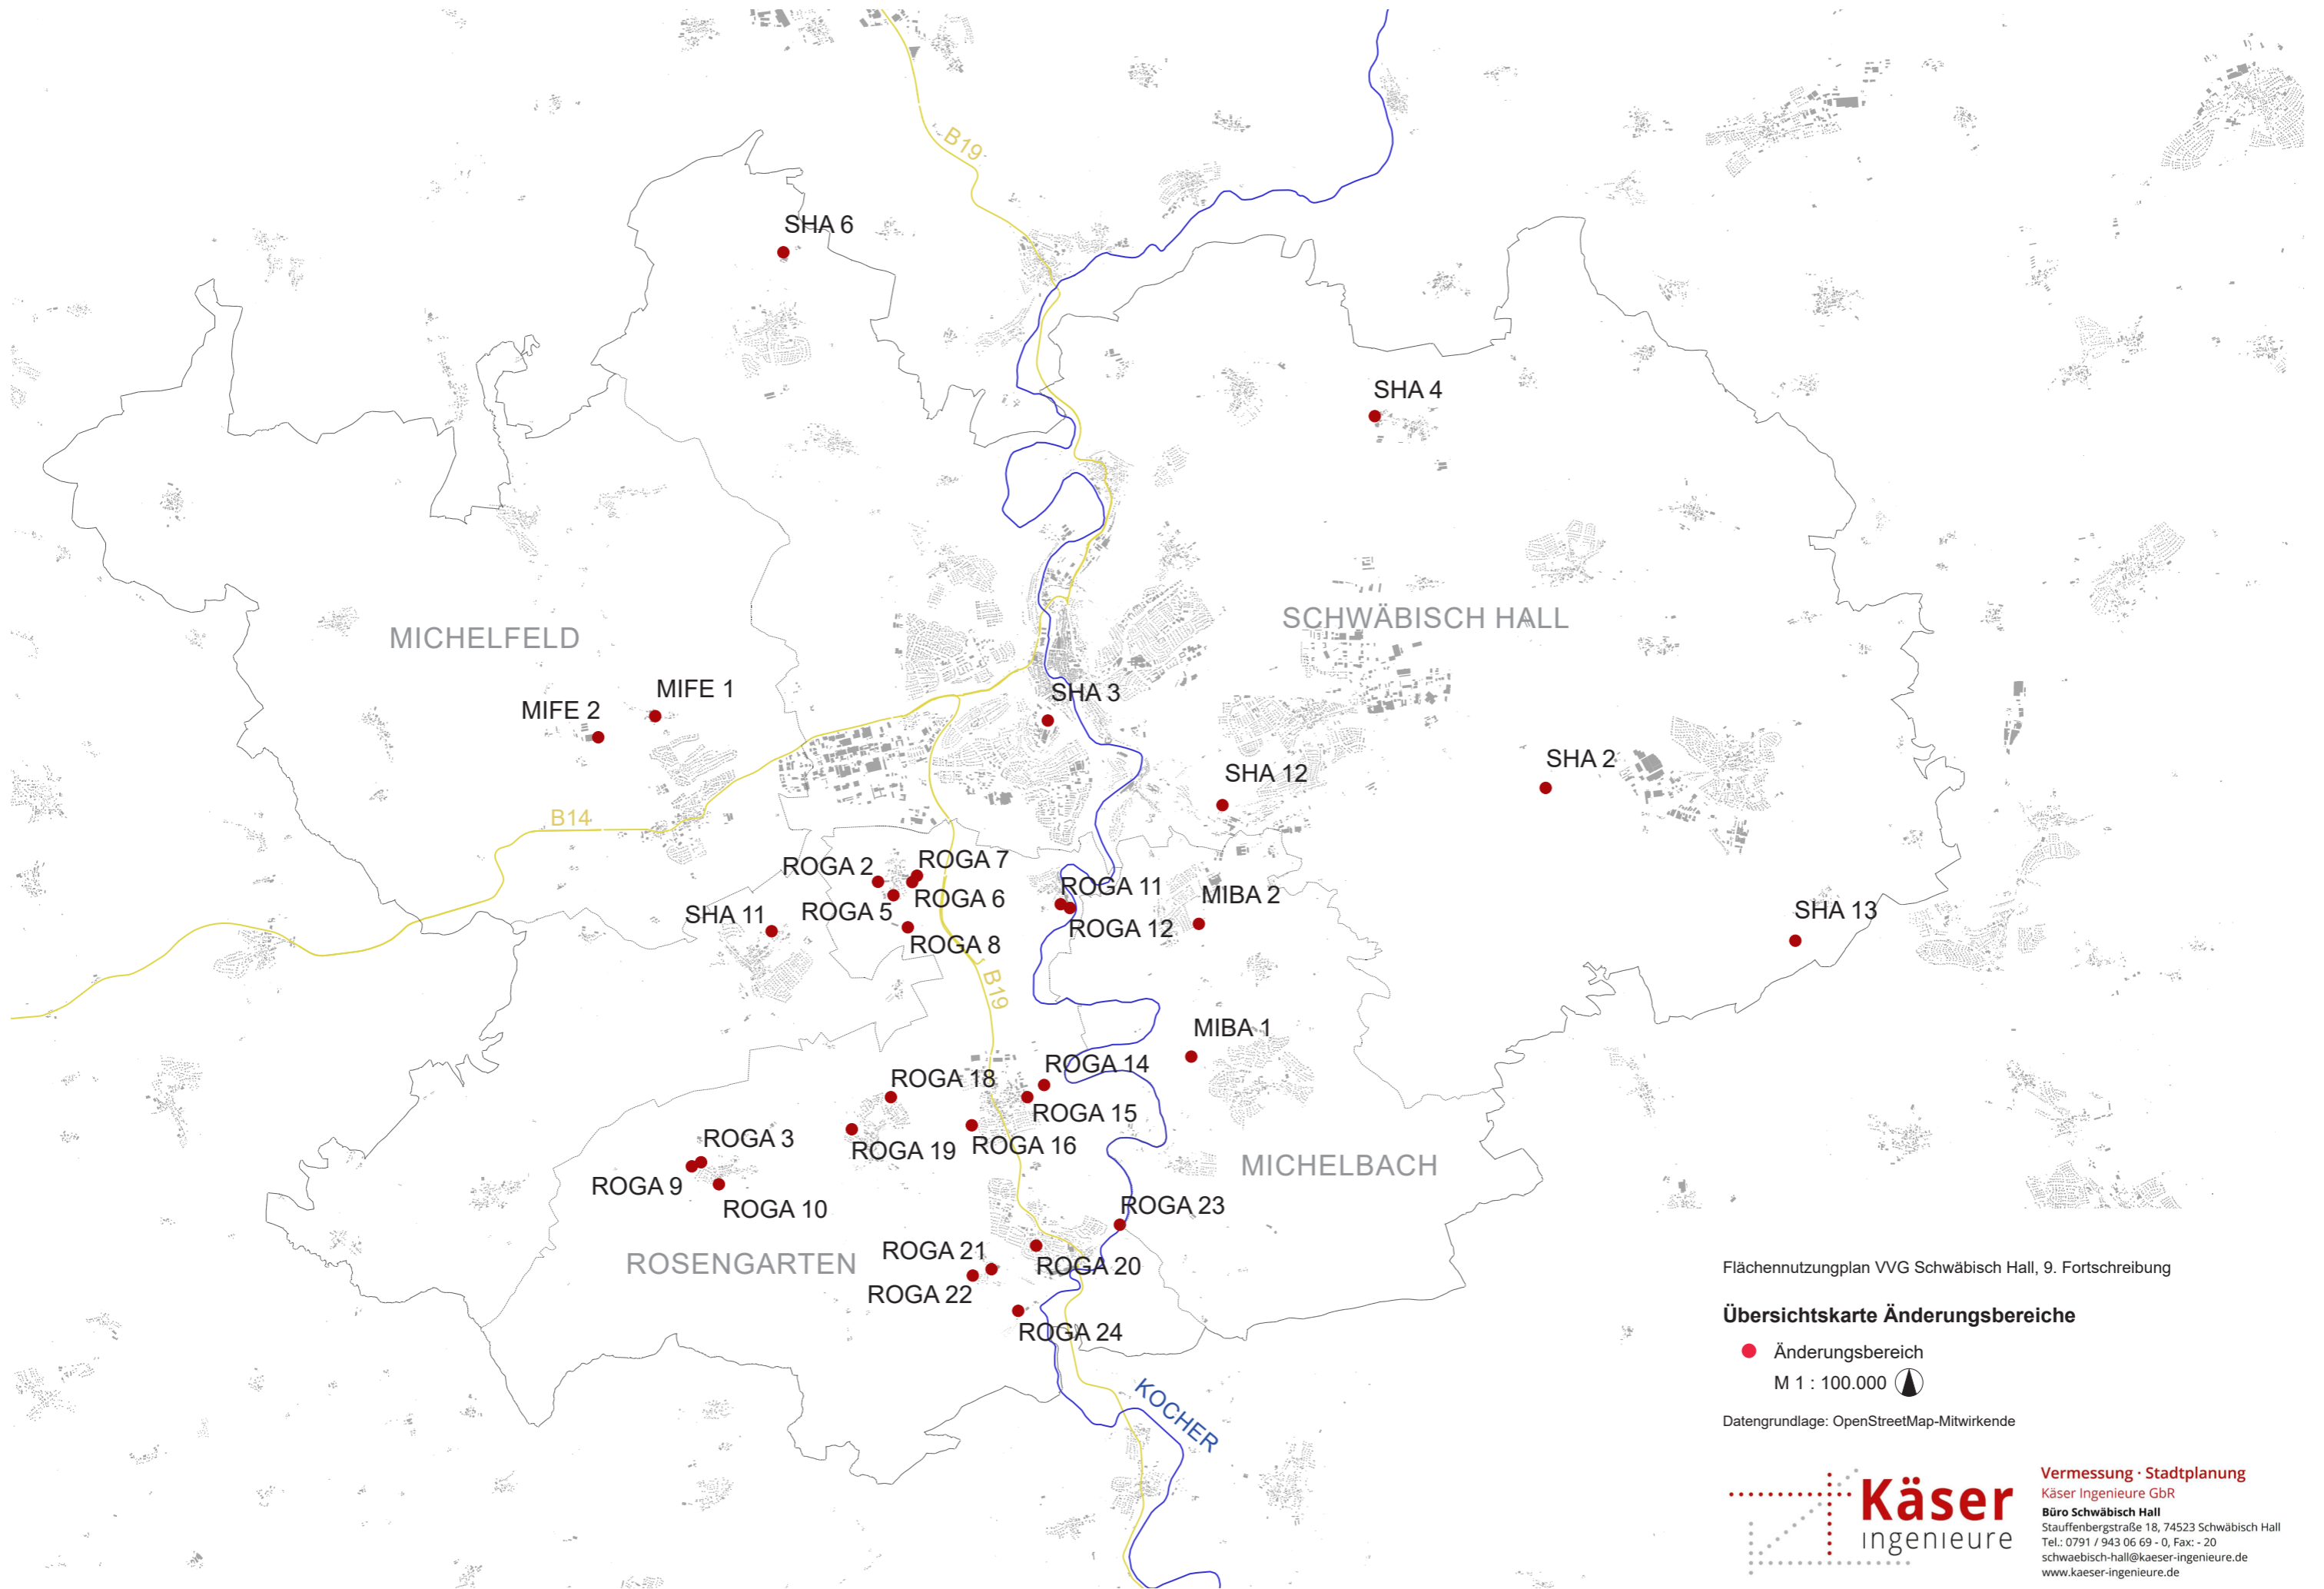 B19
SHA 6
SHA 4
SCHWÄBISCH HALL
MICHELFELD
MIFE 1
SHA 3
MIFE 2
SHA 2
SHA 12
B14
ROGA 7
ROGA 2
ROGA 11
MIBA 2
ROGA 6
ROGA 5
SHA 11
SHA 13
ROGA 12
ROGA 8
B19
MIBA 1
ROGA 14
ROGA 18
ROGA 15
ROGA 3
ROGA 16
ROGA 19
MICHELBACH
ROGA 9
ROGA 10
ROGA 23
ROGA 21
ROSENGARTEN
ROGA 20
ROGA 22
ROGA 24
KOCHER
Flächennutzungplan VVG Schwäbisch Hall, 9. Fortschreibung
Übersichtskarte Änderungsbereiche
Änderungsbereich
M 1 : 100.000
Datengrundlage: OpenStreetMap-Mitwirkende
Käser
ingenieure
Vermessung · Stadtplanung
Käser Ingenieure GbR
Büro Schwäbisch Hall
Stauffenbergstraße 18, 74523 Schwäbisch Hall
Tel.: 0791 / 943 06 69 - 0, Fax: - 20
schwaebisch-hall@kaeser-ingenieure.de
www.kaeser-ingenieure.de